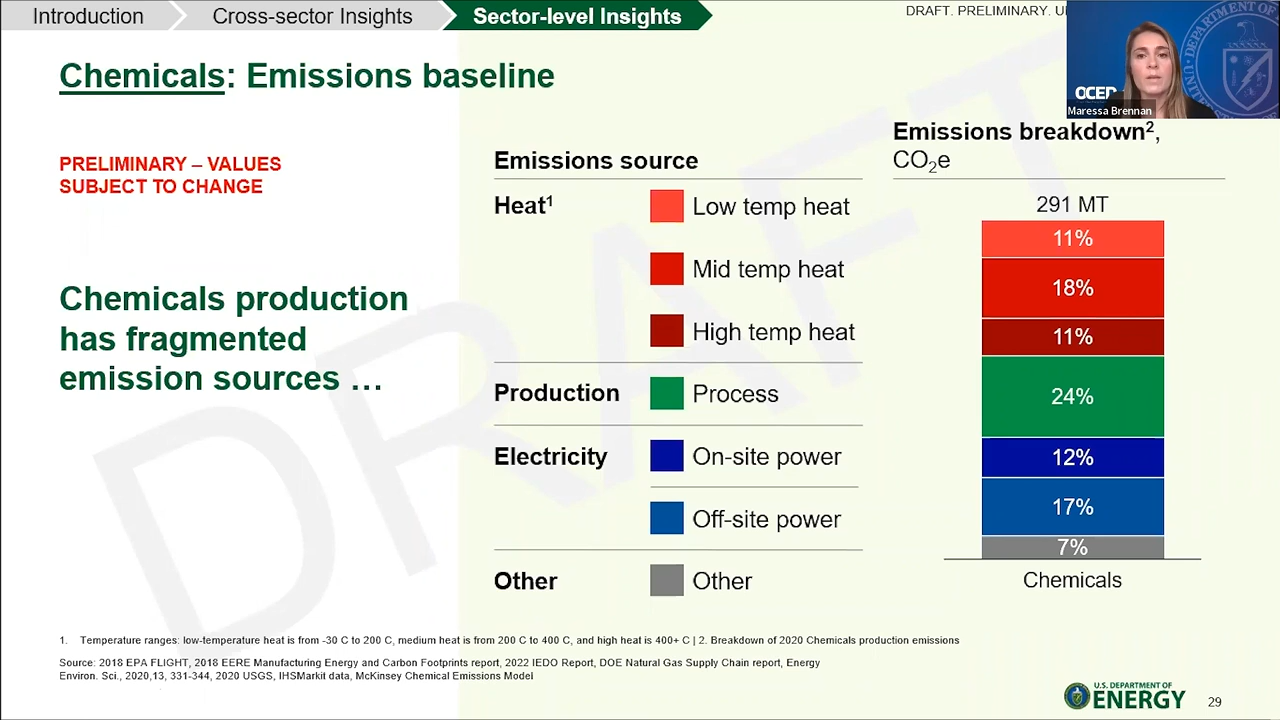 Introduction
Cross-sector Insights
Sector-level Insights
DRAFT. PRELIMINARY.
OCED
Maressa Brennan
Chemicals: Emissions baseline
PRELIMINARY – VALUES
SUBJECT TO CHANGE
Chemicals production
has fragmented
emission sources …
Emissions source
Heat¹
Low temp heat
Mid temp heat
High temp heat
Production
Process
Electricity
On-site power
Off-site power
Other
Other
Emissions breakdown²,
CO₂e
291 MT
11%
18%
11%
24%
12%
17%
7%
Chemicals
DRAFT
1. Temperature ranges: low-temperature heat is from -30 C to 200 C, medium heat is from 200 C to 400 C, and high heat is 400+ C | 2. Breakdown of 2020 Chemicals production emissions
Source: 2018 EPA FLIGHT, 2018 EERE Manufacturing Energy and Carbon Footprints report, 2022 IEDO Report, DOE Natural Gas Supply Chain report, Energy
Environ. Sci., 2020,13, 331-344, 2020 USGS, IHSMarkit data, McKinsey Chemical Emissions Model
U.S. DEPARTMENT OF
ENERGY
29